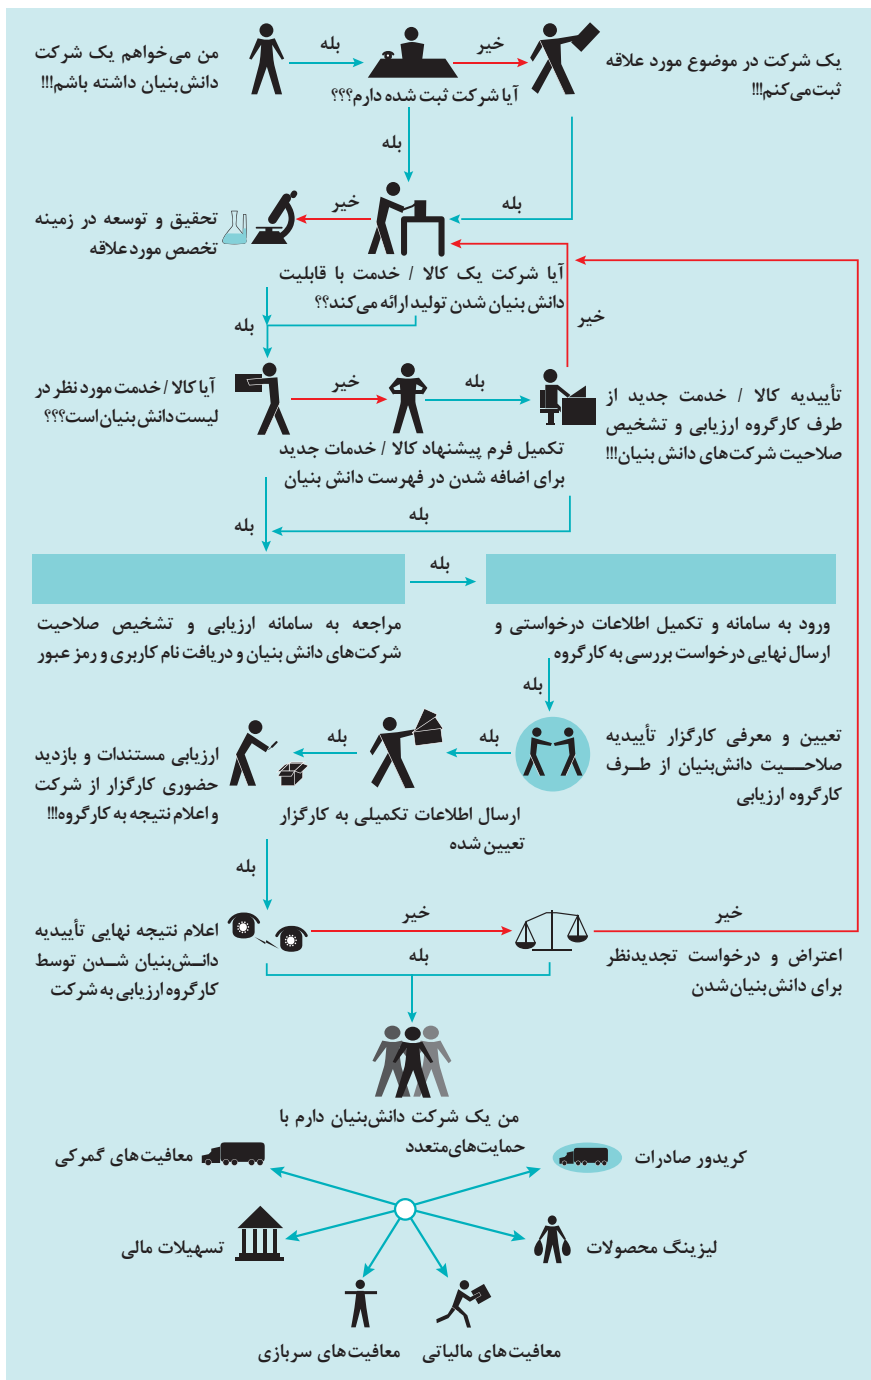 من می‌خواهم یک شرکت
دانش‌بنیان داشته باشم!!!
بله
آیا شرکت ثبت شده دارم؟؟؟
خیر
یک شرکت در موضوع مورد علاقه
ثبت‌می‌کنم!!!
بله
بله
خیر
تحقیق و توسعه در زمینه
تخصص مورد علاقه
آیا شرکت یک کالا / خدمت با قابلیت
دانش‌بنیان شدن تولید ارائه می‌کند؟؟
خیر
بله
آیا کالا / خدمت مورد نظر در
لیست دانش‌بنیان است؟؟؟
خیر
بله
تکمیل فرم پیشنهاد کالا / خدمات جدید
برای اضافه شدن در فهرست دانش بنیان
تأییدیه کالا / خدمت جدید از
طرف کارگروه ارزیابی و تشخیص
صلاحیت شرکت‌های دانش بنیان!!!
بله
بله
بله
مراجعه به سامانه ارزیابی و تشخیص صلاحیت
شرکت‌های دانش بنیان و دریافت نام کاربری و رمز عبور
ورود به سامانه و تکمیل اطلاعات درخواستی و
ارسال نهایی درخواست بررسی به کارگروه
بله
تعیین و معرفی کارگزار تأییدیه
صلاحـــیت دانش‌بنیان از طـرف
کارگروه ارزیابی
بله
بله
ارسال اطلاعات تکمیلی به کارگزار
تعیین شده
ارزیابی مستندات و بازدید
حضوری کارگزار از شرکت
و اعلام نتیجه به کارگروه!!!
بله
اعلام نتیجه نهایی تأییدیه
دانـش‌بنیان شــدن توسط
کارگروه ارزیابی به شرکت
خیر
بله
خیر
اعتراض و درخواست تجدیدنظر
برای دانش‌بنیان‌شدن
من یک شرکت دانش‌بنیان دارم با
حمایت‌های‌متعدد
کریدور صادرات
معافیت‌های گمرکی
لیزینگ محصولات
تسهیلات مالی
معافیت‌های مالیاتی
معافیت‌های سربازی